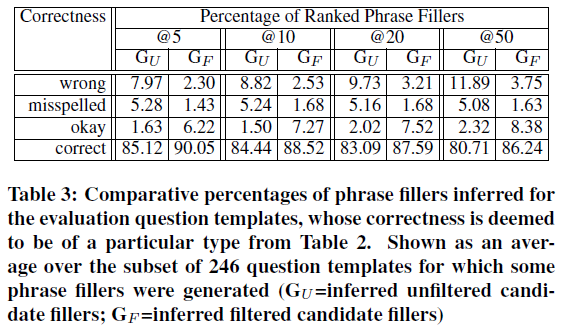 Correctness Percentage of Ranked Phrase Fillers
@5 @10 @20 @50
G_U G_F G_U G_F G_U G_F G_U G_F
wrong 7.97 2.30 8.82 2.53 9.73 3.21 11.89 3.75
misspelled 5.28 1.43 5.24 1.68 5.16 1.68 5.08 1.63
okay 1.63 6.22 1.50 7.27 2.02 7.52 2.32 8.38
correct 85.12 90.05 84.44 88.52 83.09 87.59 80.71 86.24
Table 3: Comparative percentages of phrase fillers inferred for
the evaluation question templates, whose correctness is deemed
to be of a particular type from Table 2. Shown as an aver-
age over the subset of 246 question templates for which some
phrase fillers were generated (G_U=inferred unfiltered candi-
date fillers; G_F=inferred filtered candidate fillers)